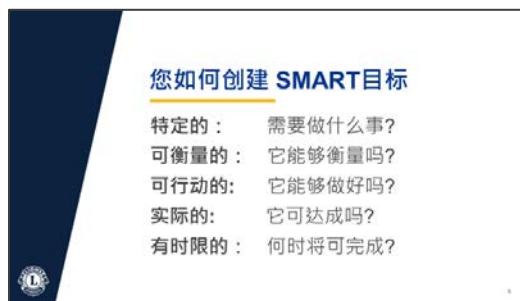 您如何创建 SMART目标
特定的： 需要做什么事?
可衡量的： 它能够衡量吗?
可行动的: 它能够做好吗?
实际的: 它可达成吗?
有时限的： 何时将可完成?
L